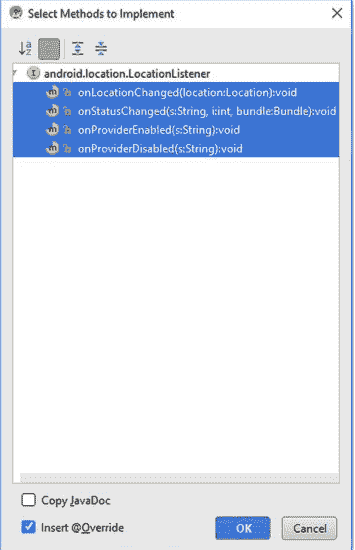 Select Methods to Implement
android.location.LocationListener
onLocationChanged(location:Location):void
onStatusChanged(s:String, i:int, bundle:Bundle):void
onProviderEnabled(s:String):void
onProviderDisabled(s:String):void
Copy JavaDoc
Insert @Override
OK
Cancel